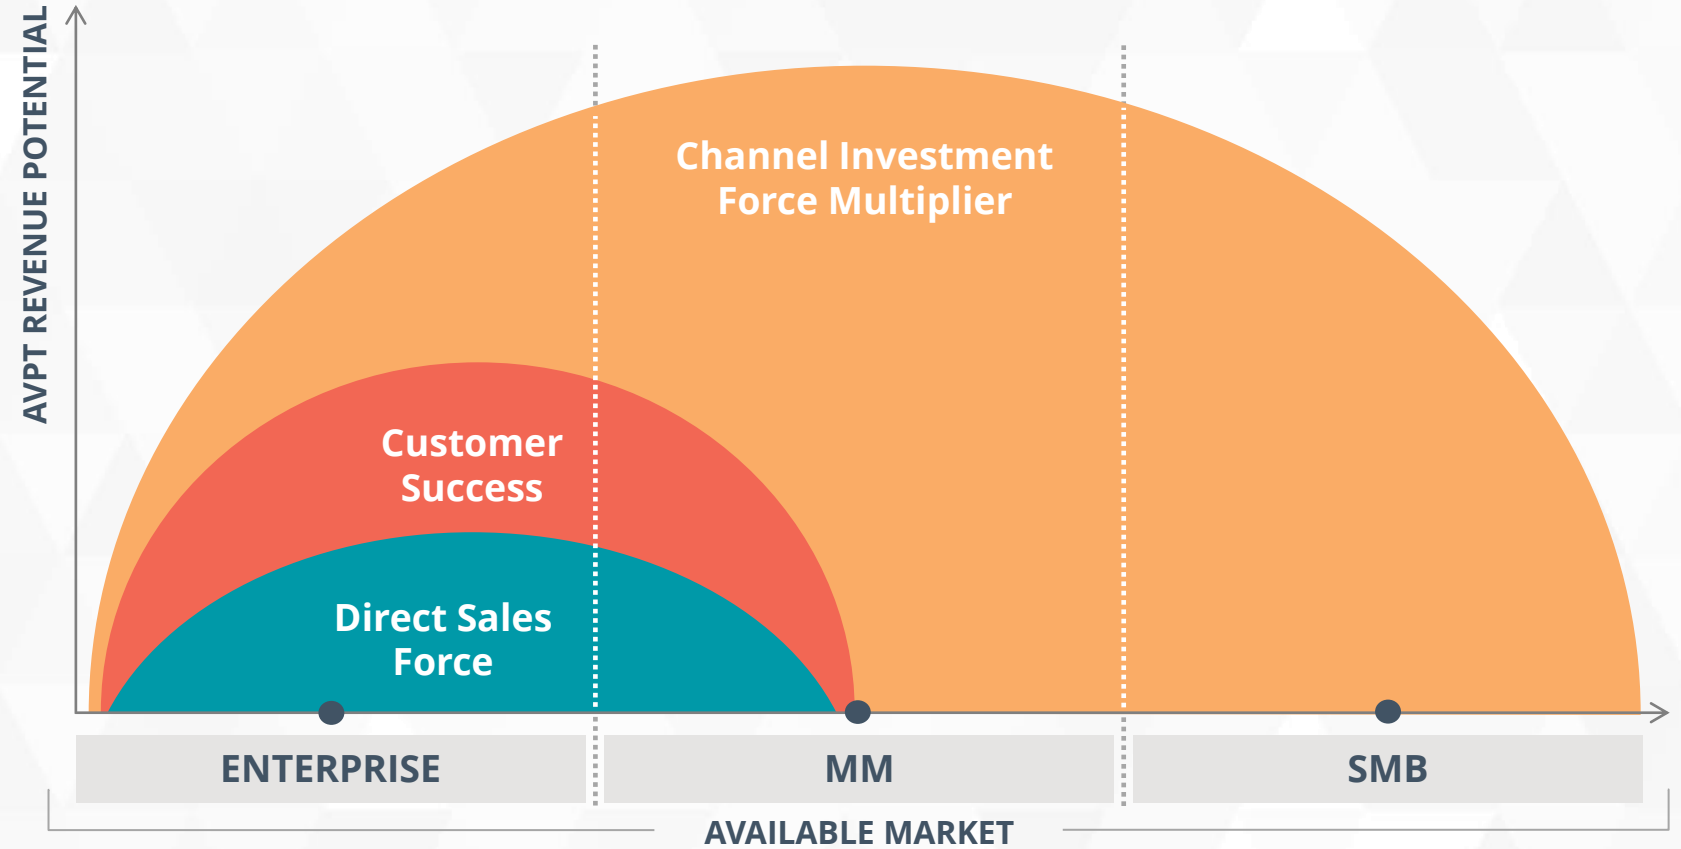 AVPT REVENUE POTENTIAL
Channel Investment
Force Multiplier
Customer
Success
Direct Sales
Force
ENTERPRISE
MM
SMB
AVAILABLE MARKET